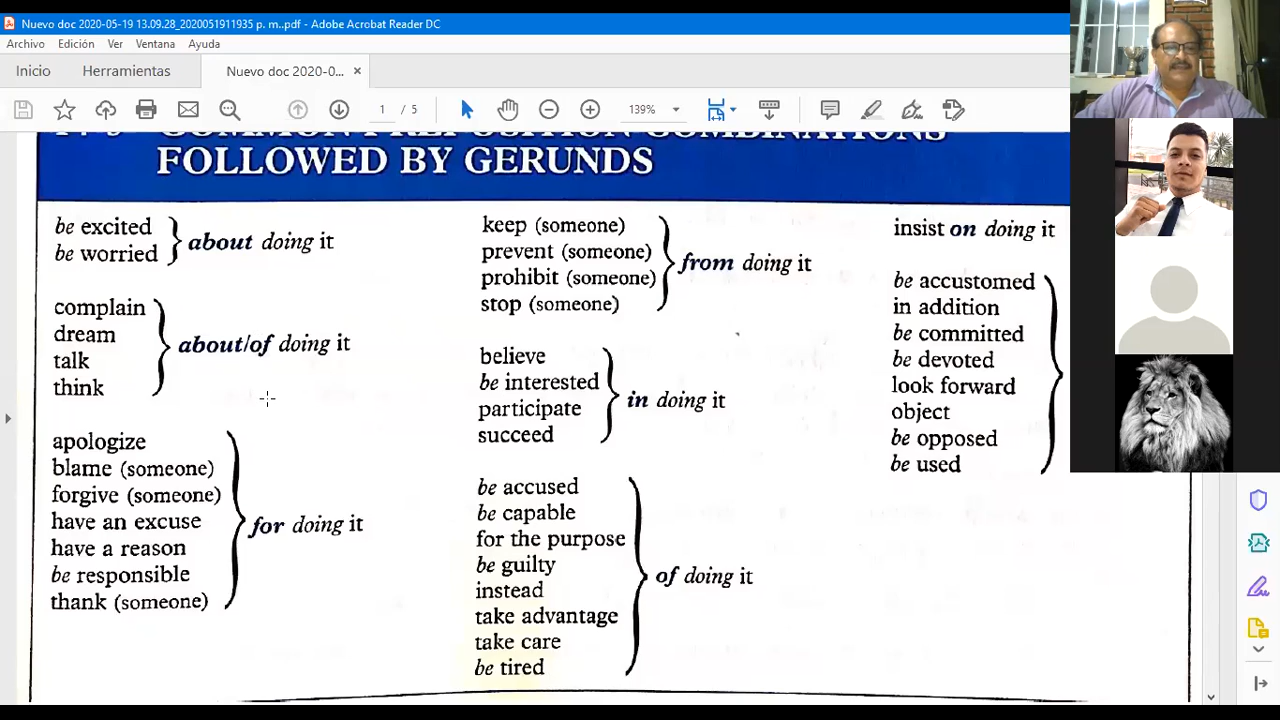 Nuevo doc 2020-05-19 13.09.28_2020051911935 p. m..pdf - Adobe Acrobat Reader DC
Archivo Edición Ver Ventana Ayuda
Inicio Herramientas Nuevo doc 2020-0... ×
1 / 5 139%
COMMON PREPOSITION COMBINATIONS
FOLLOWED BY GERUNDS
be excited
be worried
about doing it
complain
dream
talk
think
about/of doing it
apologize
blame (someone)
forgive (someone)
have an excuse
have a reason
be responsible
thank (someone)
for doing it
keep (someone)
prevent (someone)
prohibit (someone)
stop (someone)
from doing it
believe
be interested
participate
succeed
in doing it
be accused
be capable
for the purpose
be guilty
instead
take advantage
take care
be tired
of doing it
insist on doing it
be accustomed
in addition
be committed
be devoted
look forward
object
be opposed
be used